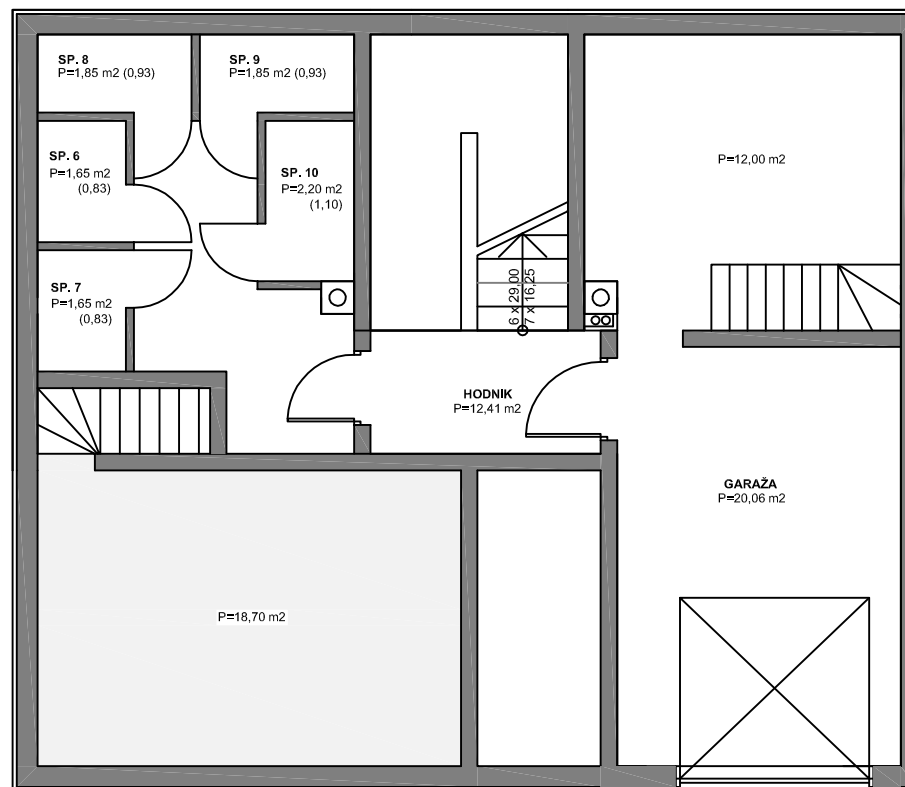 SP. 8
P=1,85 m2 (0,93)
SP. 9
P=1,85 m2 (0,93)
SP. 6
P=1,65 m2
(0,83)
SP. 10
P=2,20 m2
(1,10)
P=12,00 m2
SP. 7
P=1,65 m2
(0,83)
6 x 29,00
7 x 16,25
HODNIK
P=12,41 m2
GARAŽA
P=20,06 m2
P=18,70 m2